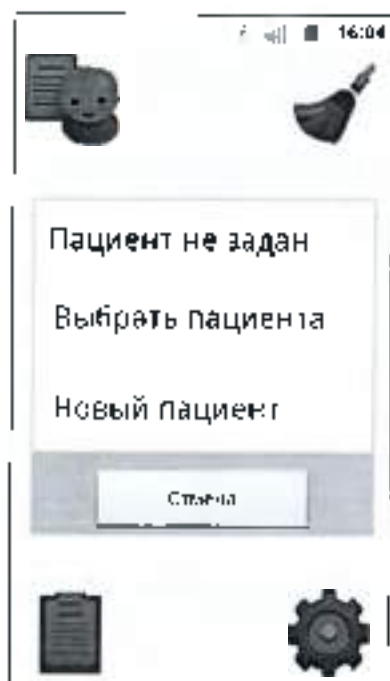 16:04
Пациент не задан
Выбрать пациента
Новый пациент
Отмена